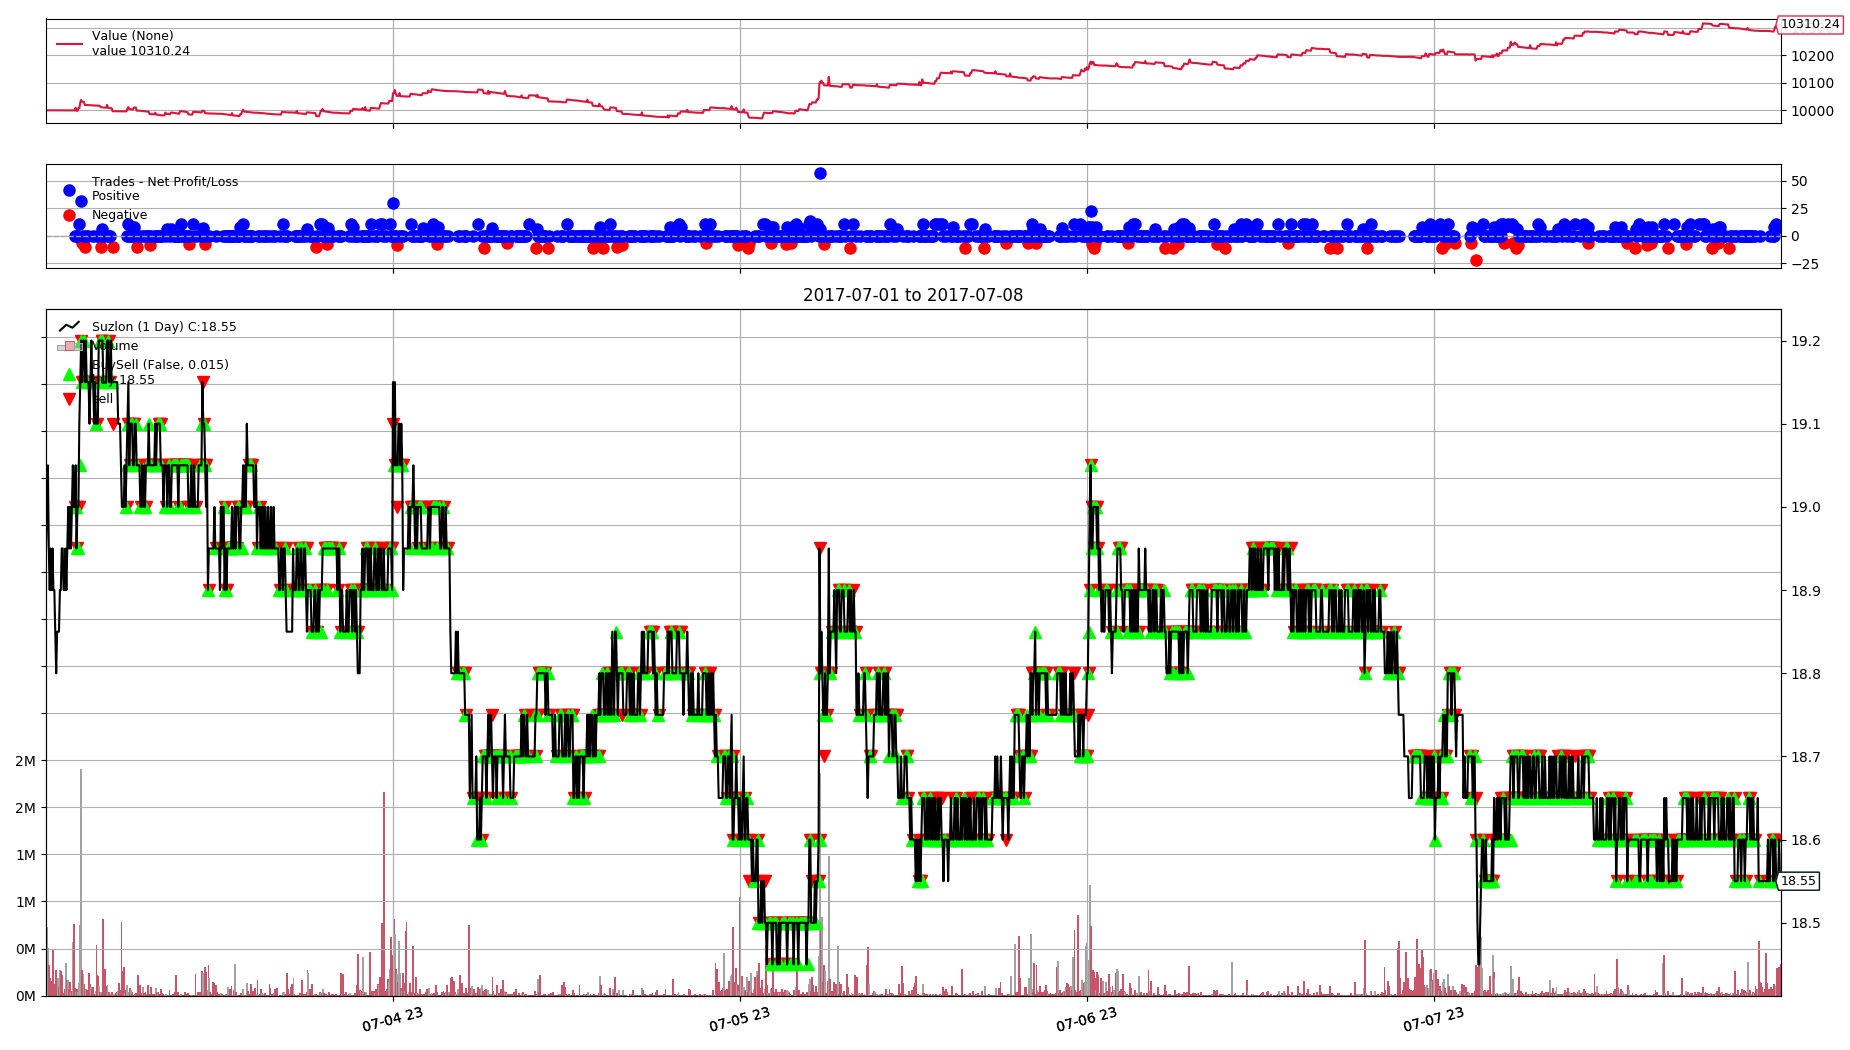 Value (None)
value 10310.24
10310.24
10200
10100
10000
Trades - Net Profit/Loss
Positive
Negative
50
25
0
−25
2017-07-01 to 2017-07-08
Suzlon (1 Day) C:18.55
Volume
BuySell (False, 0.015)
buy 18.55
sell
19.2
19.1
19.0
18.9
18.8
18.7
18.6
18.55
18.5
2M
2M
1M
1M
0M
0M
07-04 23
07-05 23
07-06 23
07-07 23